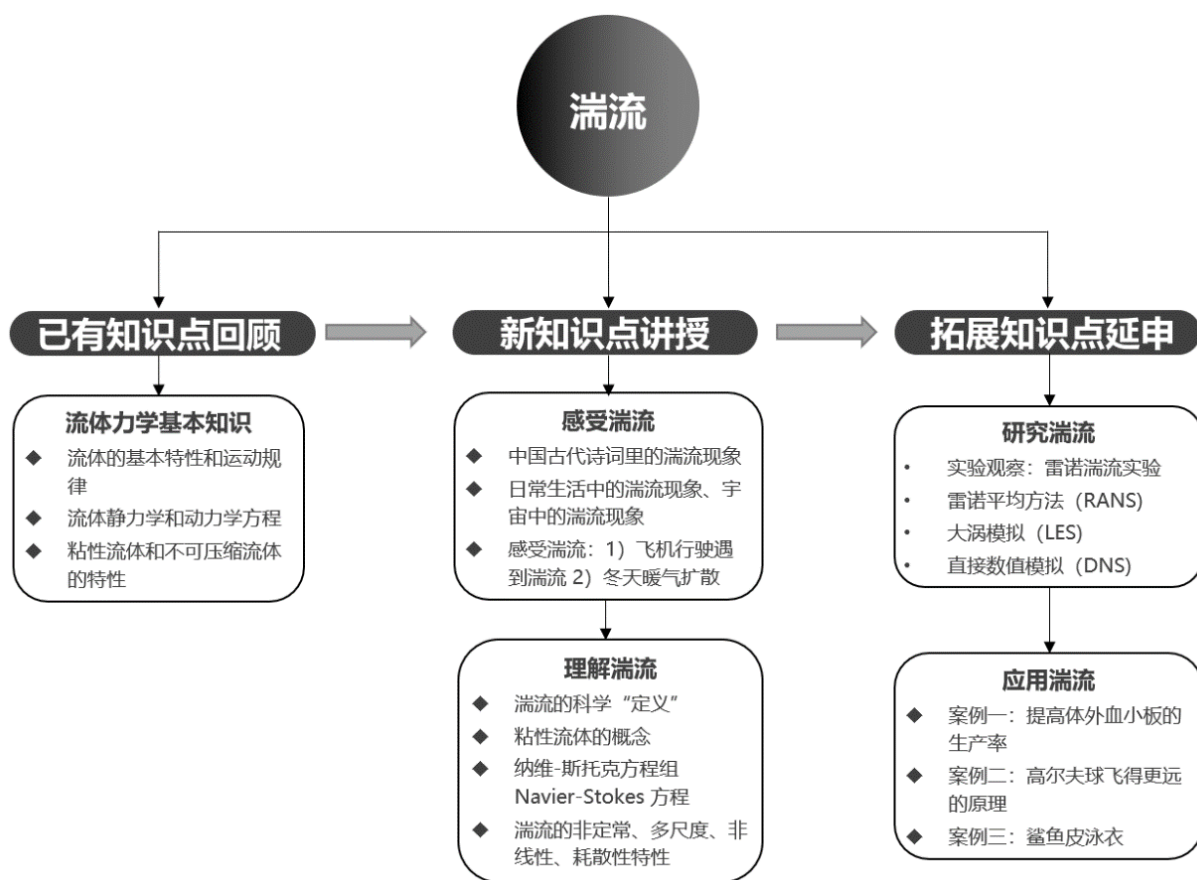 湍流
已有知识点回顾
流体力学基本知识
◆ 流体的基本特性和运动规
律
◆ 流体静力学和动力学方程
◆ 粘性流体和不可压缩流体
的特性
新知识点讲授
感受湍流
◆ 中国古代诗词里的湍流现象
◆ 日常生活中的湍流现象、宇
宙中的湍流现象
◆ 感受湍流：1）飞机行驶遇
到湍流 2）冬天暖气扩散
理解湍流
◆ 湍流的科学“定义”
◆ 粘性流体的概念
◆ 纳维-斯托克方程组
Navier-Stokes 方程
◆ 湍流的非定常、多尺度、非
线性、耗散性特性
拓展知识点延申
研究湍流
• 实验观察：雷诺湍流实验
• 雷诺平均方法（RANS）
• 大涡模拟（LES）
• 直接数值模拟（DNS）
应用湍流
◆ 案例一：提高体外血小板的
生产率
◆ 案例二：高尔夫球飞得更远
的原理
◆ 案例三：鲨鱼皮泳衣